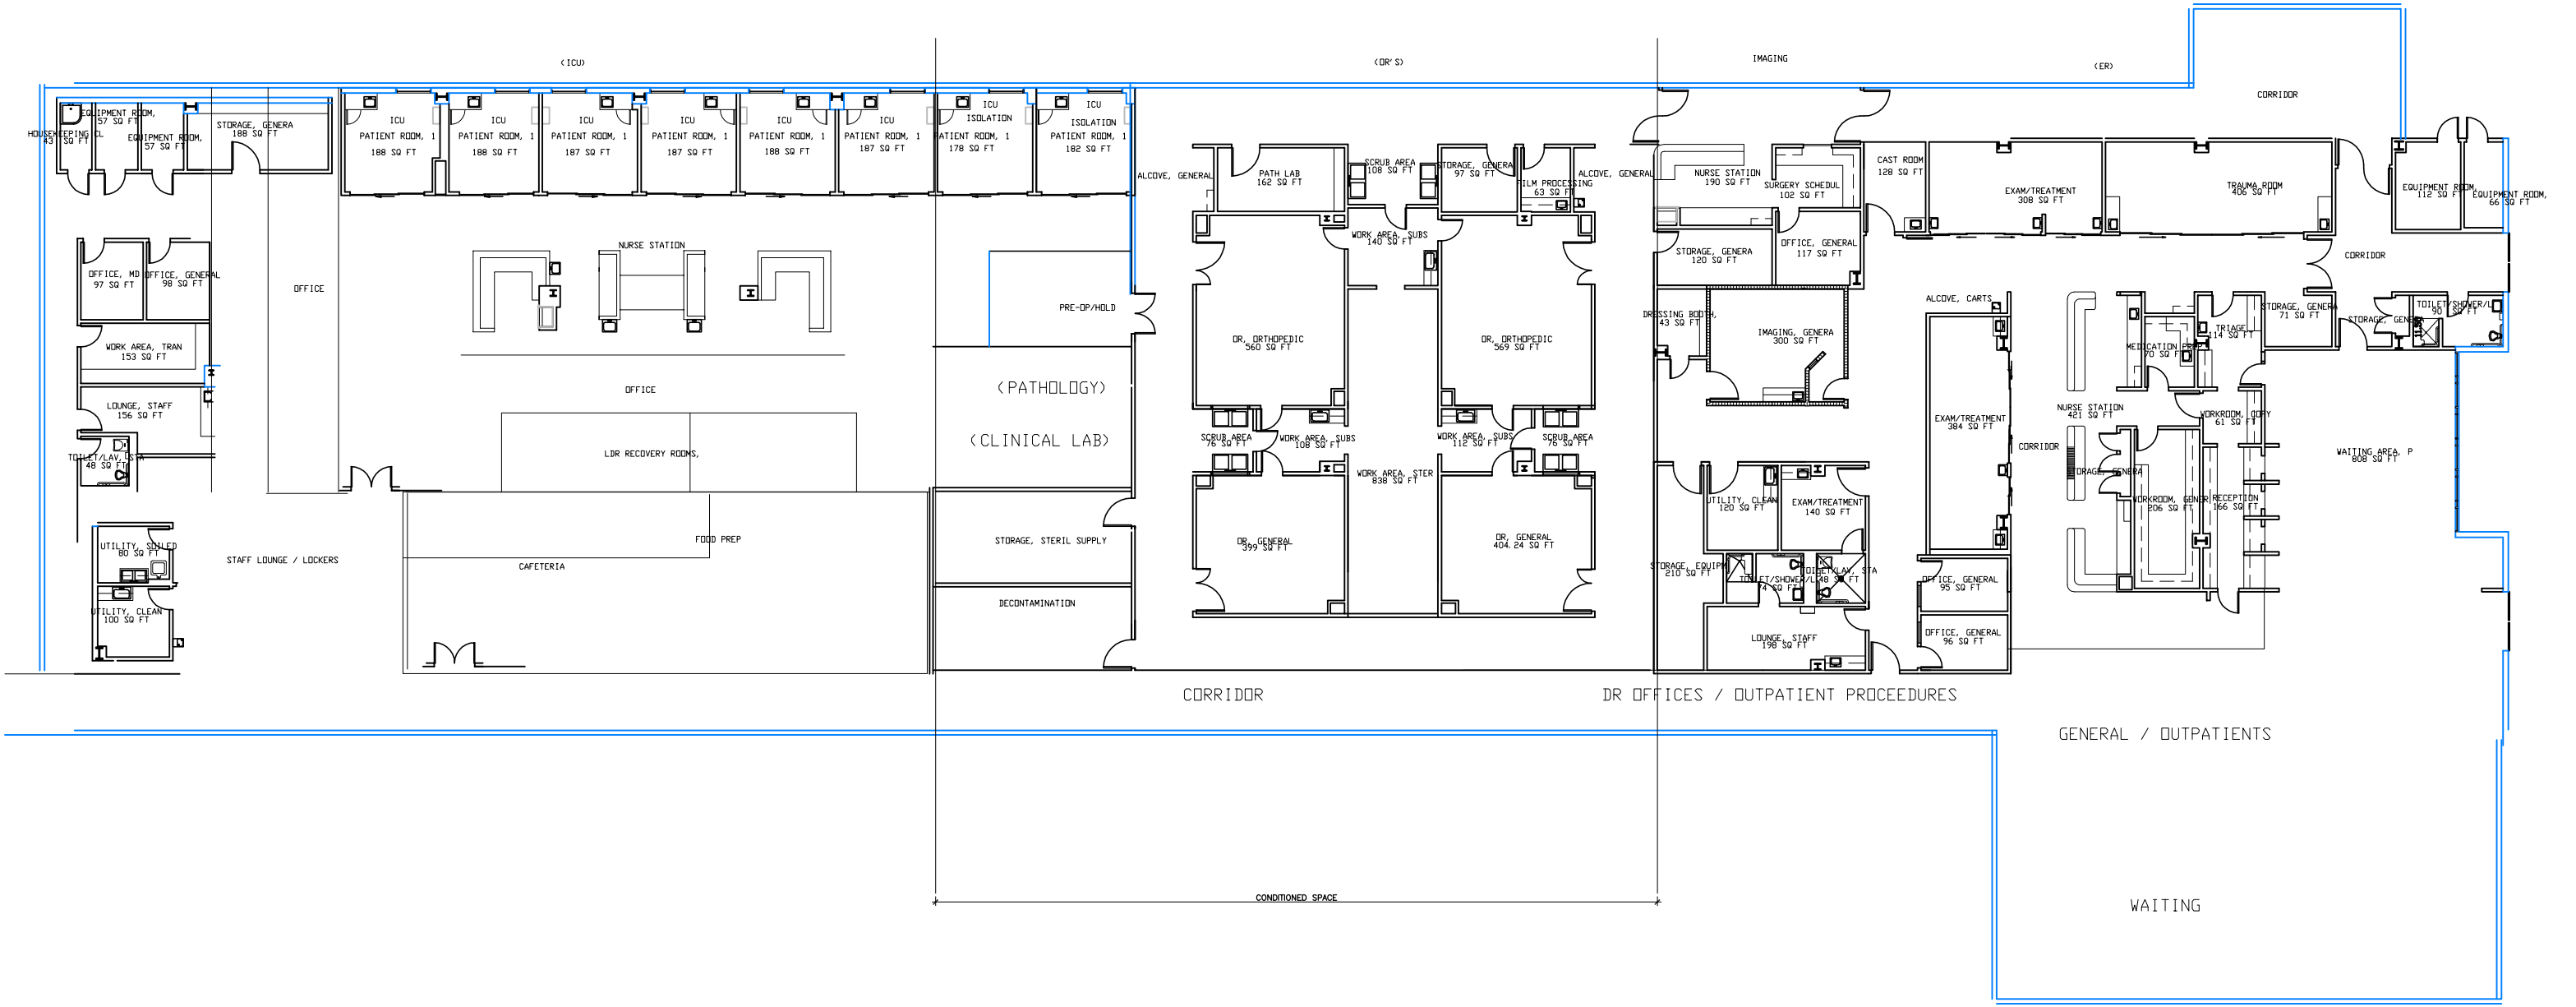 (ICU)
(OR'S)
IMAGING
(ER)
CORRIDOR
EQUIPMENT ROOM,
57 SQ FT
HOUSEKEEPING CL
43 SQ FT
EQUIPMENT ROOM,
57 SQ FT
STORAGE, GENERA
188 SQ FT
ICU
PATIENT ROOM, 1
188 SQ FT
ICU
PATIENT ROOM, 1
188 SQ FT
ICU
PATIENT ROOM, 1
187 SQ FT
ICU
PATIENT ROOM, 1
187 SQ FT
ICU
PATIENT ROOM, 1
188 SQ FT
ICU
PATIENT ROOM, 1
187 SQ FT
ICU
ISOLATION
PATIENT ROOM, 1
178 SQ FT
ICU
ISOLATION
PATIENT ROOM, 1
182 SQ FT
ALCOVE, GENERAL
PATH LAB
162 SQ FT
SCRUB AREA
108 SQ FT
STORAGE, GENERA
97 SQ FT
FILM PROCESSING
63 SQ FT
ALCOVE, GENERAL
NURSE STATION
190 SQ FT
SURGERY SCHEDUL
102 SQ FT
CAST ROOM
128 SQ FT
EXAM/TREATMENT
308 SQ FT
TRAUMA ROOM
406 SQ FT
EQUIPMENT ROOM,
112 SQ FT
EQUIPMENT ROOM,
66 SQ FT
OFFICE, MD
97 SQ FT
OFFICE, GENERAL
98 SQ FT
OFFICE
NURSE STATION
PRE-OP/HOLD
WORK AREA, SUBS
140 SQ FT
STORAGE, GENERA
120 SQ FT
OFFICE, GENERAL
117 SQ FT
CORRIDOR
ALCOVE, CARTS
WORK AREA, TRAN
153 SQ FT
OR, ORTHOPEDIC
560 SQ FT
OR, ORTHOPEDIC
569 SQ FT
DRESSING BOOTH,
43 SQ FT
IMAGING, GENERA
300 SQ FT
MEDICATION PREP
70 SQ FT
TRIAGE
114 SQ FT
STORAGE, GENERA
71 SQ FT
STORAGE, GENERA
TOILET/SHOWER/L
90 SQ FT
OFFICE
(PATHOLOGY)
LOUNGE, STAFF
156 SQ FT
(CLINICAL LAB)
TOILET/LAV, STA
48 SQ FT
LDR RECOVERY ROOMS,
SCRUB AREA
76 SQ FT
WORK AREA, SUBS
108 SQ FT
WORK AREA, SUBS
112 SQ FT
SCRUB AREA
76 SQ FT
WORK AREA, STER
838 SQ FT
EXAM/TREATMENT
384 SQ FT
NURSE STATION
421 SQ FT
WORKROOM, COPY
61 SQ FT
CORRIDOR
STORAGE, GENERA
WAITING AREA, P
808 SQ FT
UTILITY, CLEAN
120 SQ FT
EXAM/TREATMENT
140 SQ FT
WORKROOM, GENER
206 SQ FT
RECEPTION
166 SQ FT
UTILITY, SOILED
80 SQ FT
STAFF LOUNGE / LOCKERS
FOOD PREP
CAFETERIA
STORAGE, STERIL SUPPLY
OR, GENERAL
399 SQ FT
OR, GENERAL
404.24 SQ FT
STORAGE, EQUIPM
210 SQ FT
TOILET/SHOWER/L
74 SQ FT
TOILET/LAV, STA
48 SQ FT
OFFICE, GENERAL
95 SQ FT
UTILITY, CLEAN
100 SQ FT
DECONTAMINATION
LOUNGE, STAFF
198 SQ FT
OFFICE, GENERAL
96 SQ FT
CORRIDOR
DR OFFICES / OUTPATIENT PROCEEDURES
GENERAL / OUTPATIENTS
CONDITIONED SPACE
WAITING